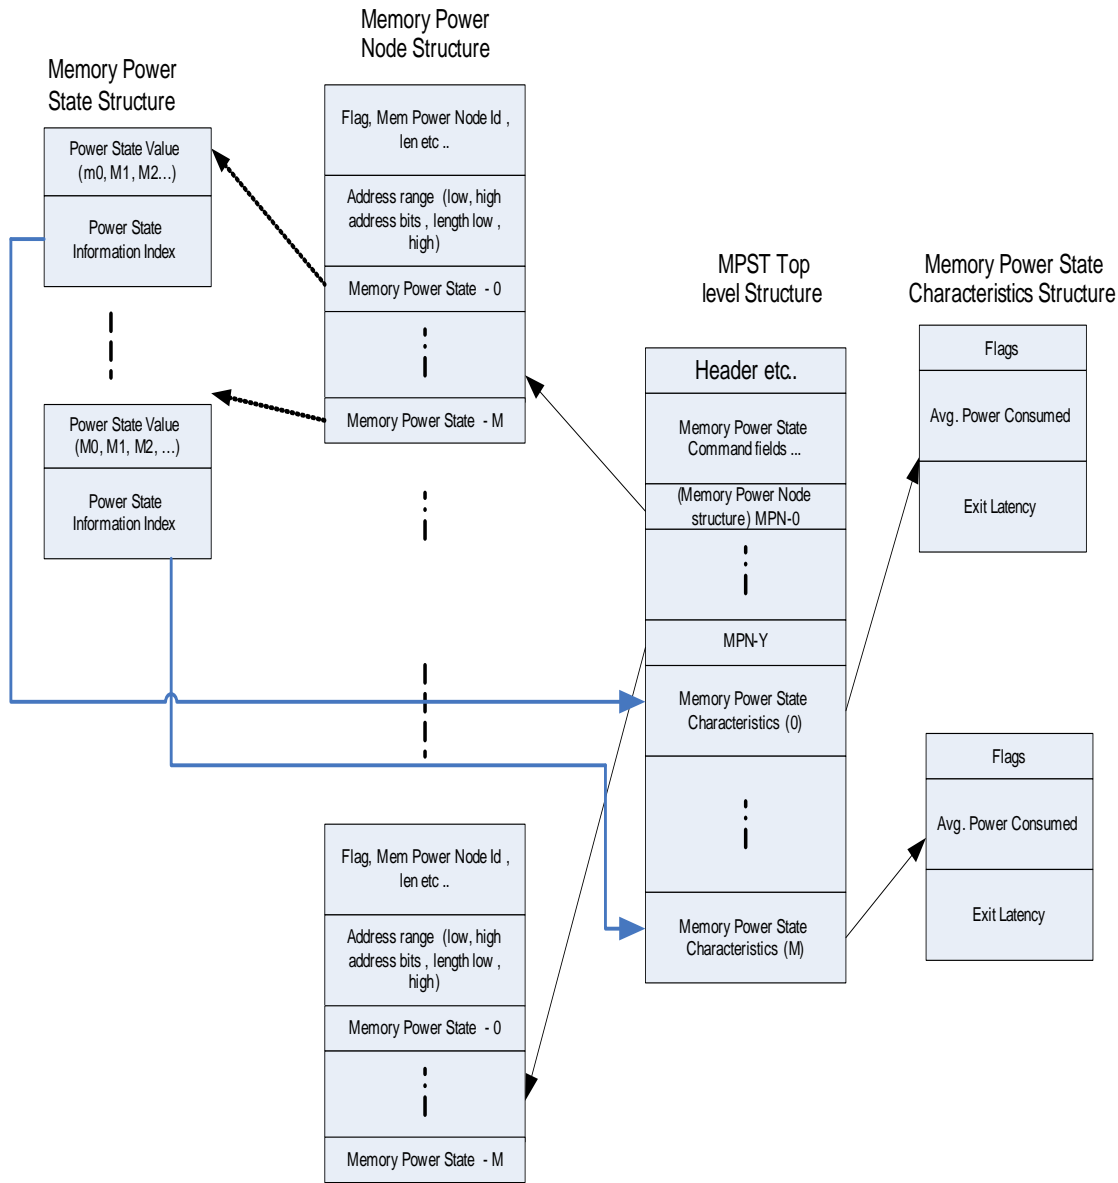 Memory Power
State Structure
Power State Value
(m0, M1, M2...)
Power State
Information Index
Power State Value
(M0, M1, M2, ...)
Power State
Information Index
Memory Power
Node Structure
Flag, Mem Power Node Id ,
len etc ..
Address range (low, high
address bits , length low ,
high)
Memory Power State - 0
Memory Power State - M
Flag, Mem Power Node Id ,
len etc ..
Address range (low, high
address bits , length low ,
high)
Memory Power State - 0
Memory Power State - M
MPST Top
level Structure
Header etc..
Memory Power State
Command fields ...
(Memory Power Node
structure) MPN-0
MPN-Y
Memory Power State
Characteristics (0)
Memory Power State
Characteristics (M)
Memory Power State
Characteristics Structure
Flags
Avg. Power Consumed
Exit Latency
Flags
Avg. Power Consumed
Exit Latency